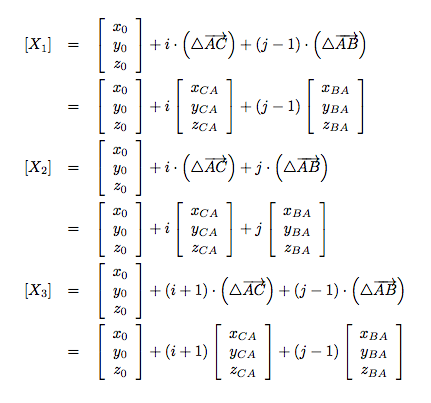 [X₁] = [x₀ y₀ z₀] + i · (△AC⃗) + (j − 1) · (△AB⃗)
= [x₀ y₀ z₀] + i [x_CA y_CA z_CA] + (j − 1) [x_BA y_BA z_BA]
[X₂] = [x₀ y₀ z₀] + i · (△AC⃗) + j · (△AB⃗)
= [x₀ y₀ z₀] + i [x_CA y_CA z_CA] + j [x_BA y_BA z_BA]
[X₃] = [x₀ y₀ z₀] + (i + 1) · (△AC⃗) + (j − 1) · (△AB⃗)
= [x₀ y₀ z₀] + (i + 1) [x_CA y_CA z_CA] + (j − 1) [x_BA y_BA z_BA]